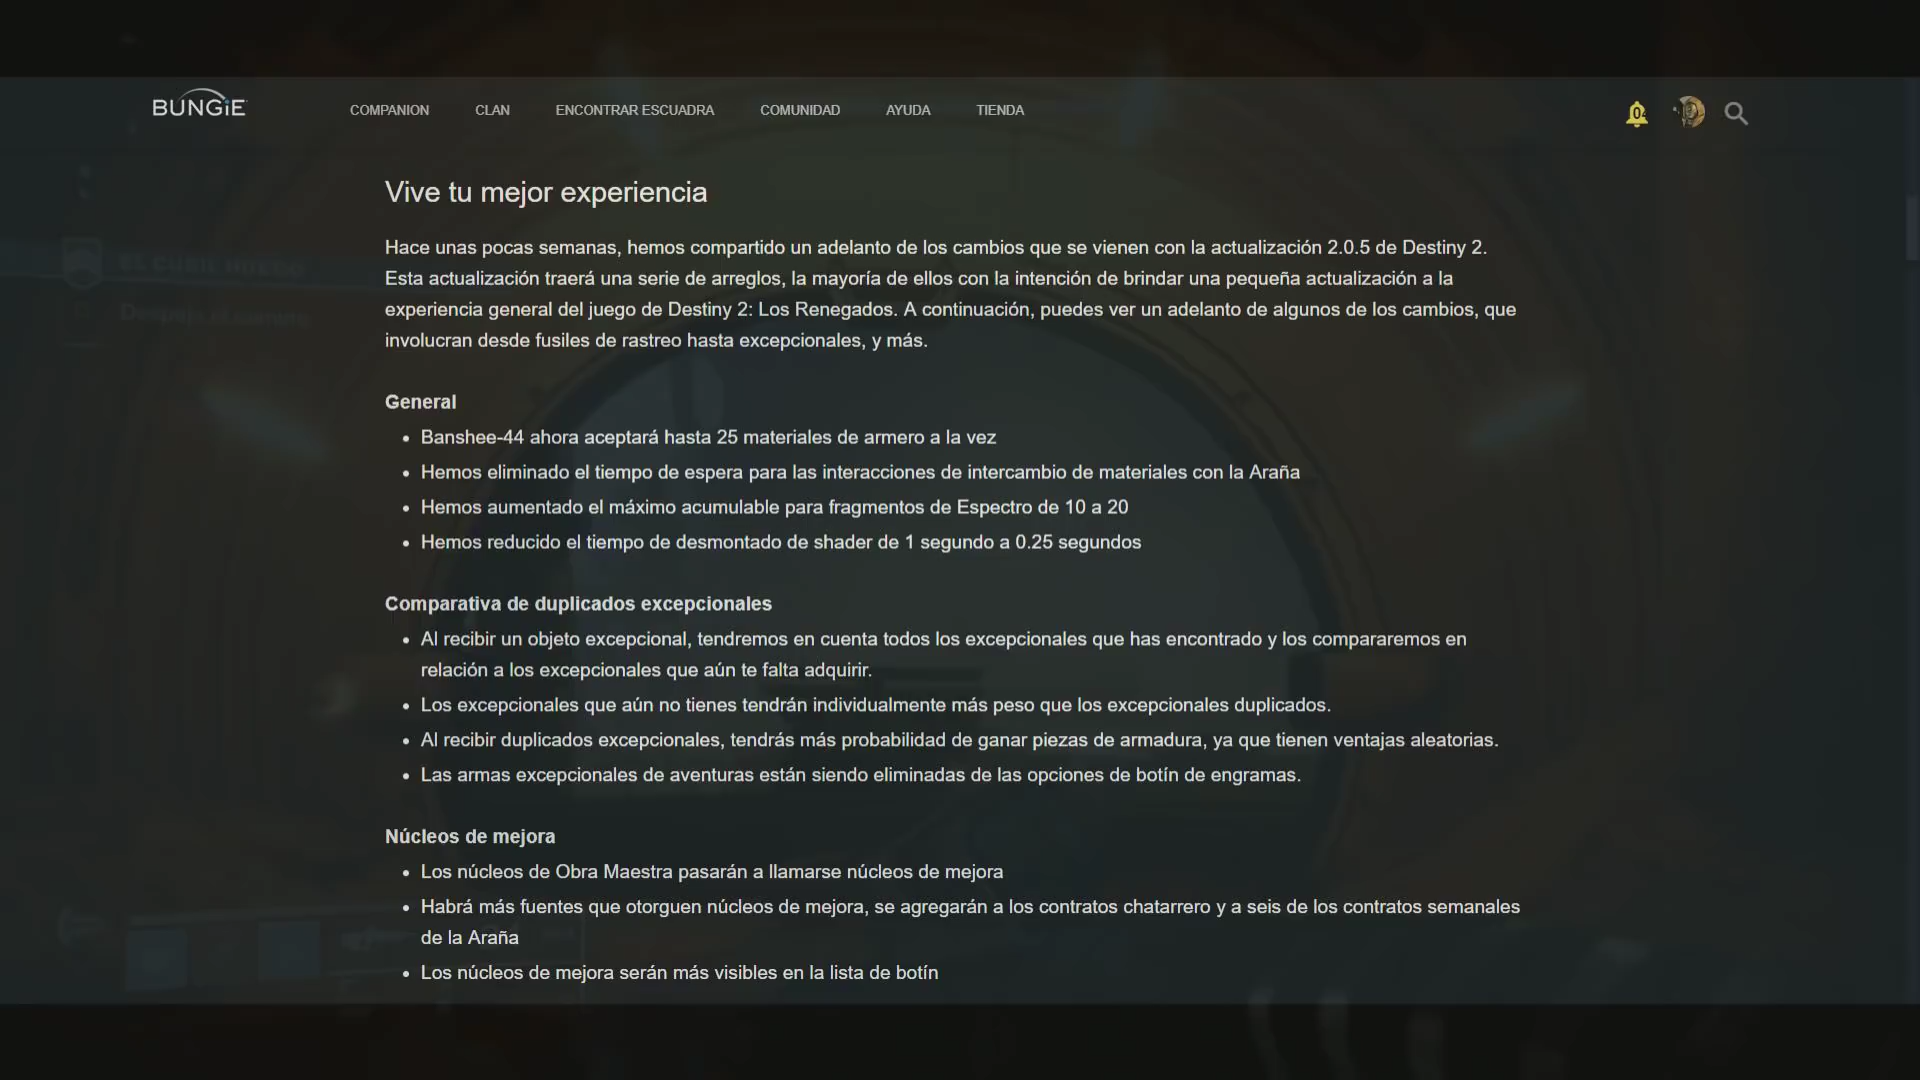 BUNGiE
COMPANION CLAN ENCONTRAR ESCUADRA COMUNIDAD AYUDA TIENDA
Vive tu mejor experiencia
Hace unas pocas semanas, hemos compartido un adelanto de los cambios que se vienen con la actualización 2.0.5 de Destiny 2.
Esta actualización traerá una serie de arreglos, la mayoría de ellos con la intención de brindar una pequeña actualización a la
experiencia general del juego de Destiny 2: Los Renegados. A continuación, puedes ver un adelanto de algunos de los cambios, que
involucran desde fusiles de rastreo hasta excepcionales, y más.
General
• Banshee-44 ahora aceptará hasta 25 materiales de armero a la vez
• Hemos eliminado el tiempo de espera para las interacciones de intercambio de materiales con la Araña
• Hemos aumentado el máximo acumulable para fragmentos de Espectro de 10 a 20
• Hemos reducido el tiempo de desmontado de shader de 1 segundo a 0.25 segundos
Comparativa de duplicados excepcionales
• Al recibir un objeto excepcional, tendremos en cuenta todos los excepcionales que has encontrado y los compararemos en
relación a los excepcionales que aún te falta adquirir.
• Los excepcionales que aún no tienes tendrán individualmente más peso que los excepcionales duplicados.
• Al recibir duplicados excepcionales, tendrás más probabilidad de ganar piezas de armadura, ya que tienen ventajas aleatorias.
• Las armas excepcionales de aventuras están siendo eliminadas de las opciones de botín de engramas.
Núcleos de mejora
• Los núcleos de Obra Maestra pasarán a llamarse núcleos de mejora
• Habrá más fuentes que otorguen núcleos de mejora, se agregarán a los contratos chatarrero y a seis de los contratos semanales
de la Araña
• Los núcleos de mejora serán más visibles en la lista de botín